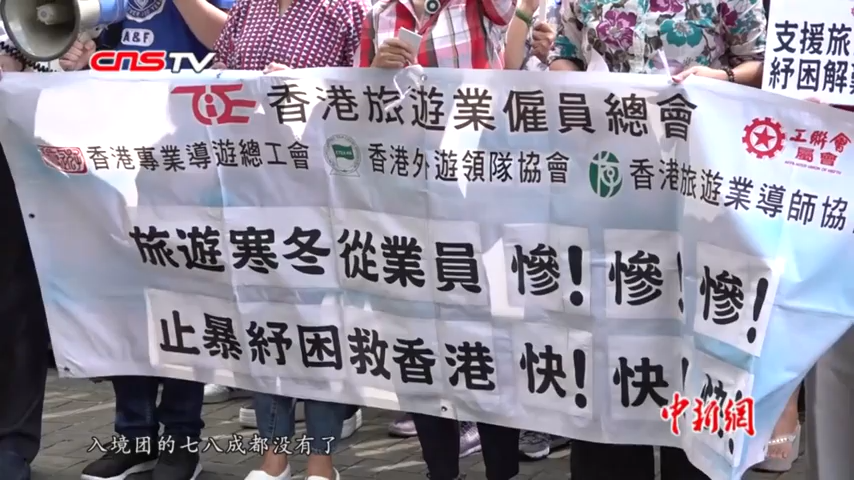 CNSTV
A&F
支援旅
紓困解
TiCE
香港旅遊業僱員總會
工聯會
屬會
香港專業導遊總工會
香港外遊領隊協會
香港旅遊業導師協
旅遊寒冬從業員 慘! 慘! 慘!
止暴紓困救香港 快! 快! 快!
中新網
入境团的七八成都没有了